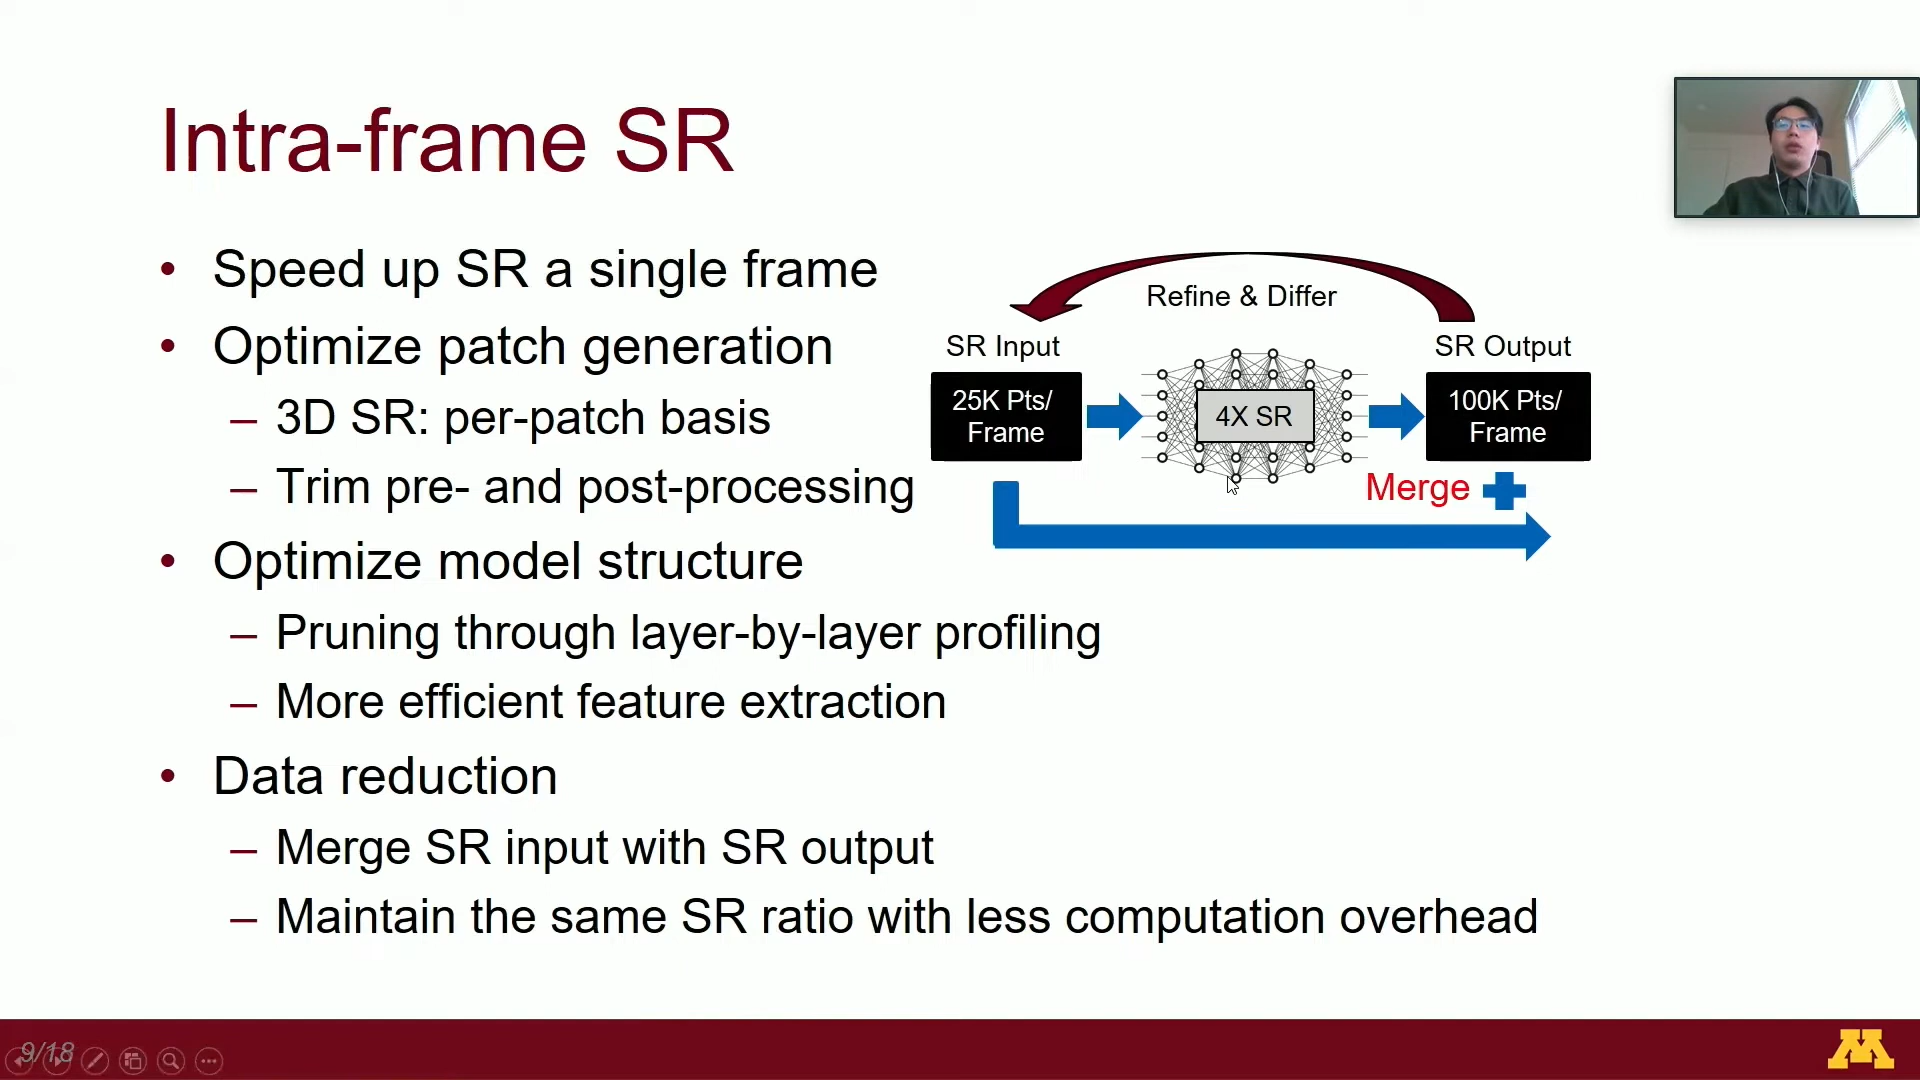 Intra-frame SR
• Speed up SR a single frame
• Optimize patch generation
– 3D SR: per-patch basis
– Trim pre- and post-processing
• Optimize model structure
– Pruning through layer-by-layer profiling
– More efficient feature extraction
• Data reduction
– Merge SR input with SR output
– Maintain the same SR ratio with less computation overhead
Refine & Differ
SR Input
SR Output
25K Pts/
Frame
4X SR
100K Pts/
Frame
Merge
9/18
M